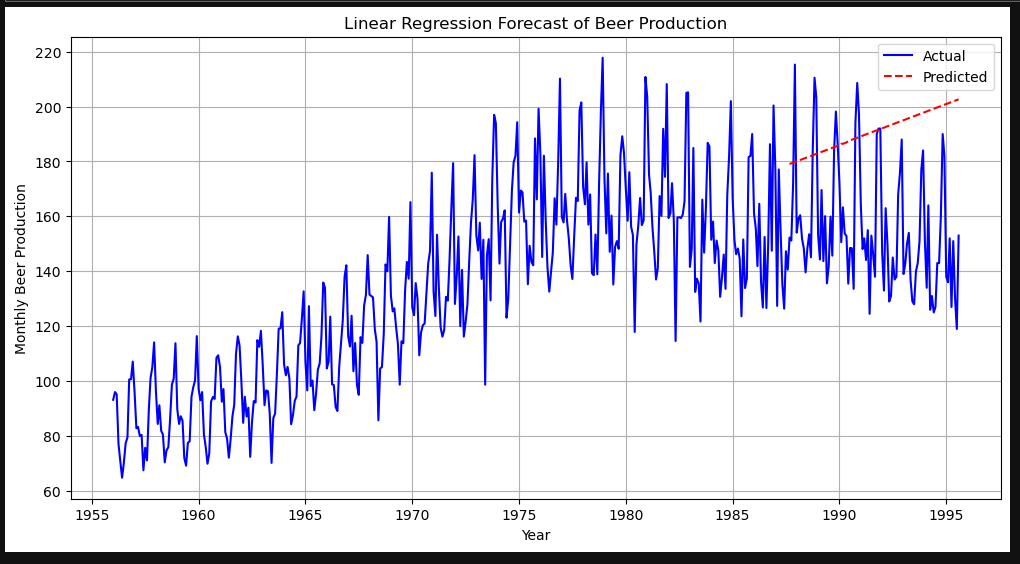 Linear Regression Forecast of Beer Production
Actual
Predicted
220
200
180
160
140
120
100
80
60
Monthly Beer Production
1955 1960 1965 1970 1975 1980 1985 1990 1995
Year